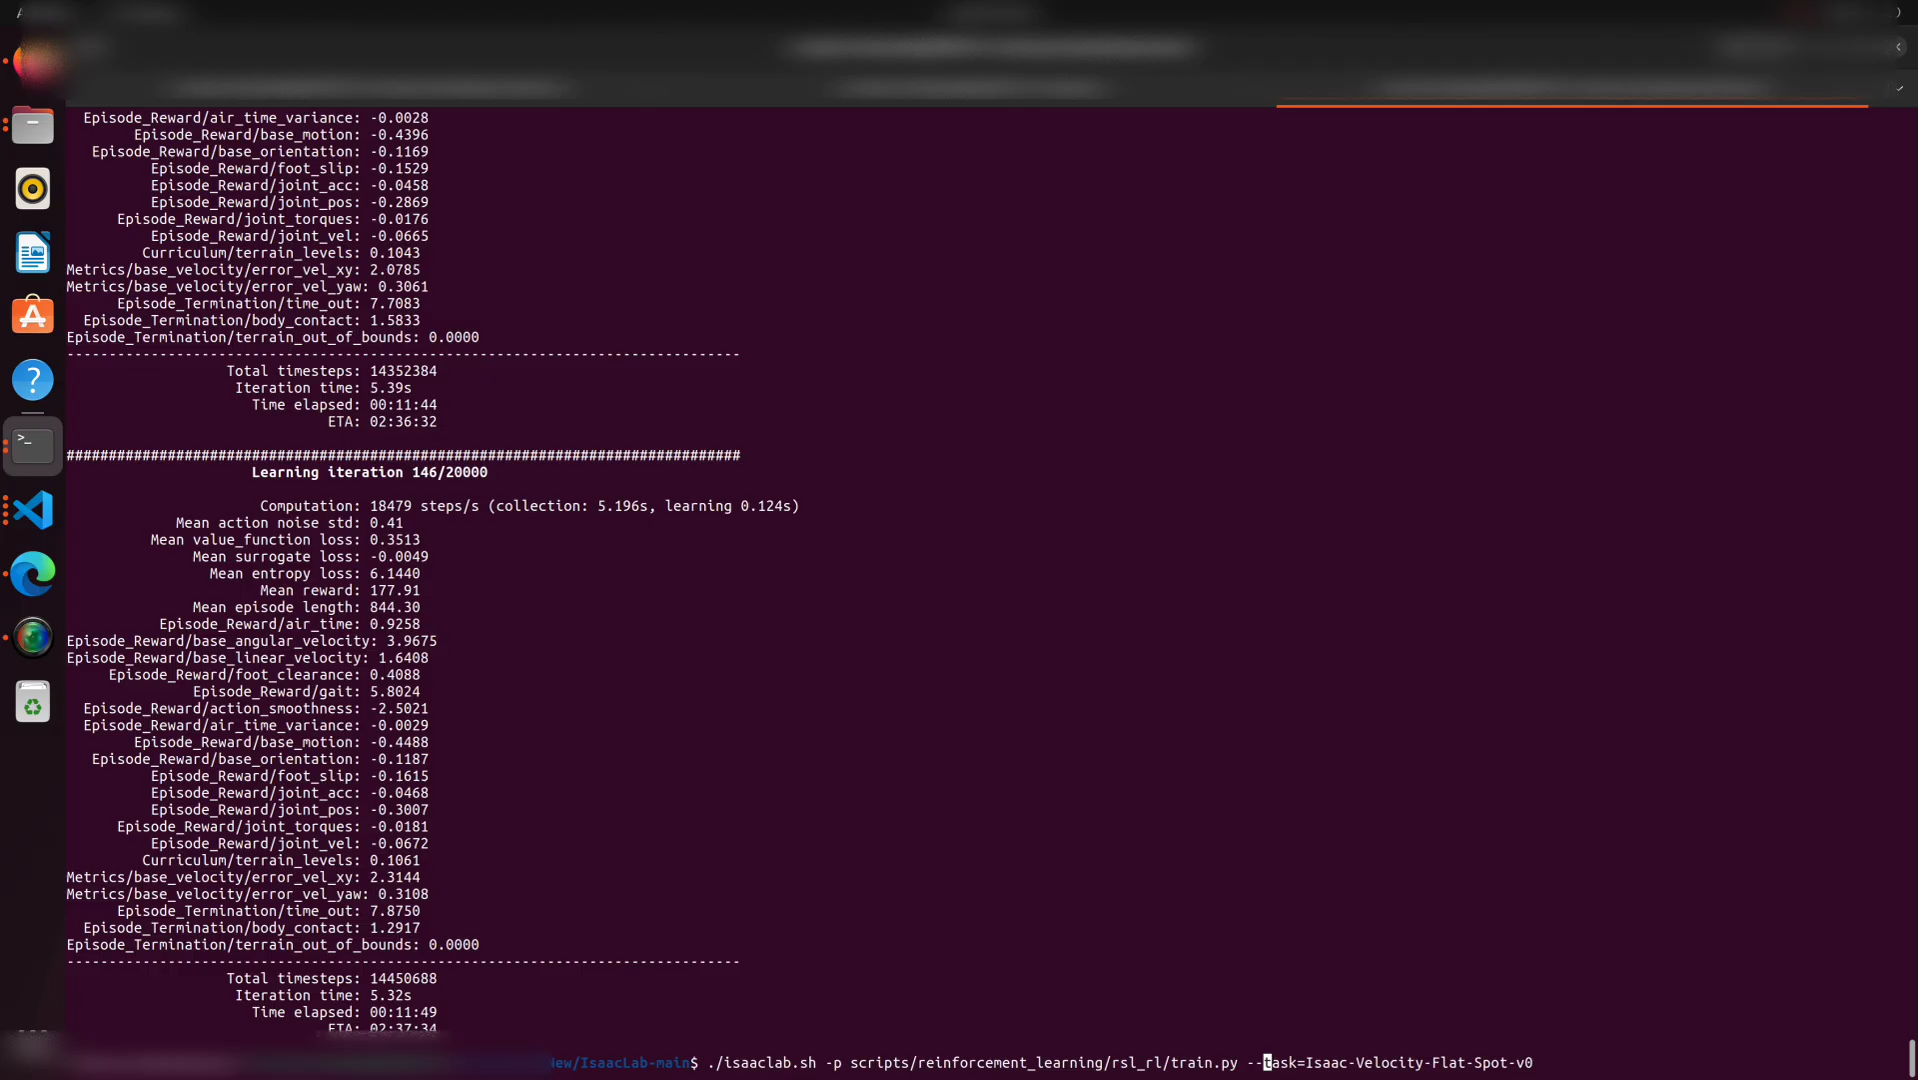 Episode_Reward/air_time_variance: -0.0028
Episode_Reward/base_motion: -0.4396
Episode_Reward/base_orientation: -0.1169
Episode_Reward/foot_slip: -0.1529
Episode_Reward/joint_acc: -0.0458
Episode_Reward/joint_pos: -0.2869
Episode_Reward/joint_torques: -0.0176
Episode_Reward/joint_vel: -0.0665
Curriculum/terrain_levels: 0.1043
Metrics/base_velocity/error_vel_xy: 2.0785
Metrics/base_velocity/error_vel_yaw: 0.3061
Episode_Termination/time_out: 7.7083
Episode_Termination/body_contact: 1.5833
Episode_Termination/terrain_out_of_bounds: 0.0000
--------------------------------------------------------------------------------
Total timesteps: 14352384
Iteration time: 5.39s
Time elapsed: 00:11:44
ETA: 02:36:32
################################################################################
Learning iteration 146/20000
Computation: 18479 steps/s (collection: 5.196s, learning 0.124s)
Mean action noise std: 0.41
Mean value_function loss: 0.3513
Mean surrogate loss: -0.0049
Mean entropy loss: 6.1440
Mean reward: 177.91
Mean episode length: 844.30
Episode_Reward/air_time: 0.9258
Episode_Reward/base_angular_velocity: 3.9675
Episode_Reward/base_linear_velocity: 1.6408
Episode_Reward/foot_clearance: 0.4088
Episode_Reward/gait: 5.8024
Episode_Reward/action_smoothness: -2.5021
Episode_Reward/air_time_variance: -0.0029
Episode_Reward/base_motion: -0.4488
Episode_Reward/base_orientation: -0.1187
Episode_Reward/foot_slip: -0.1615
Episode_Reward/joint_acc: -0.0468
Episode_Reward/joint_pos: -0.3007
Episode_Reward/joint_torques: -0.0181
Episode_Reward/joint_vel: -0.0672
Curriculum/terrain_levels: 0.1061
Metrics/base_velocity/error_vel_xy: 2.3144
Metrics/base_velocity/error_vel_yaw: 0.3108
Episode_Termination/time_out: 7.8750
Episode_Termination/body_contact: 1.2917
Episode_Termination/terrain_out_of_bounds: 0.0000
--------------------------------------------------------------------------------
Total timesteps: 14450688
Iteration time: 5.32s
Time elapsed: 00:11:49
ETA: 02:37:34
/IsaacLab-main$ ./isaaclab.sh -p scripts/reinforcement_learning/rsl_rl/train.py --task=Isaac-Velocity-Flat-Spot-v0